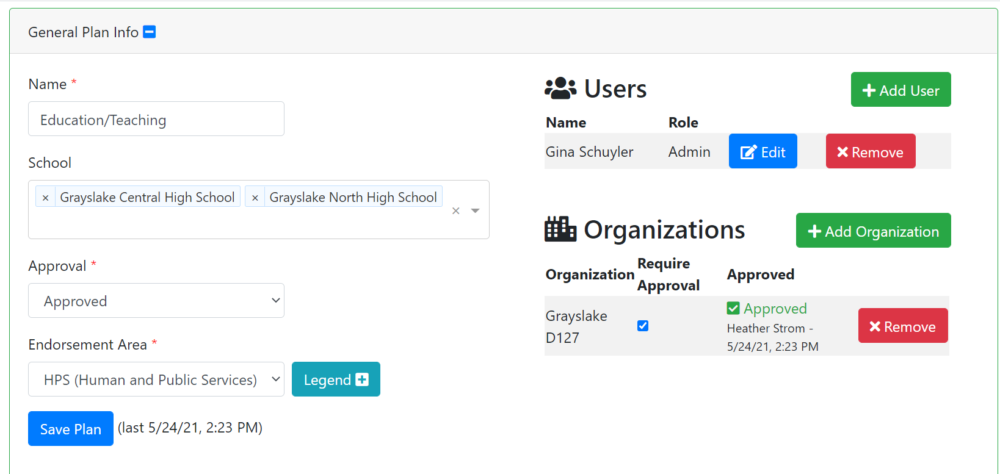 General Plan Info
Name *
Education/Teaching
School
× Grayslake Central High School × Grayslake North High School
×
Approval *
Approved
Endorsement Area *
HPS (Human and Public Services)
Legend
Save Plan (last 5/24/21, 2:23 PM)
Users
Add User
Name Role
Gina Schuyler Admin Edit Remove
Organizations
Add Organization
Organization Require Approved
Approval
Grayslake
D127
Approved
Heather Strom -
5/24/21, 2:23 PM
Remove